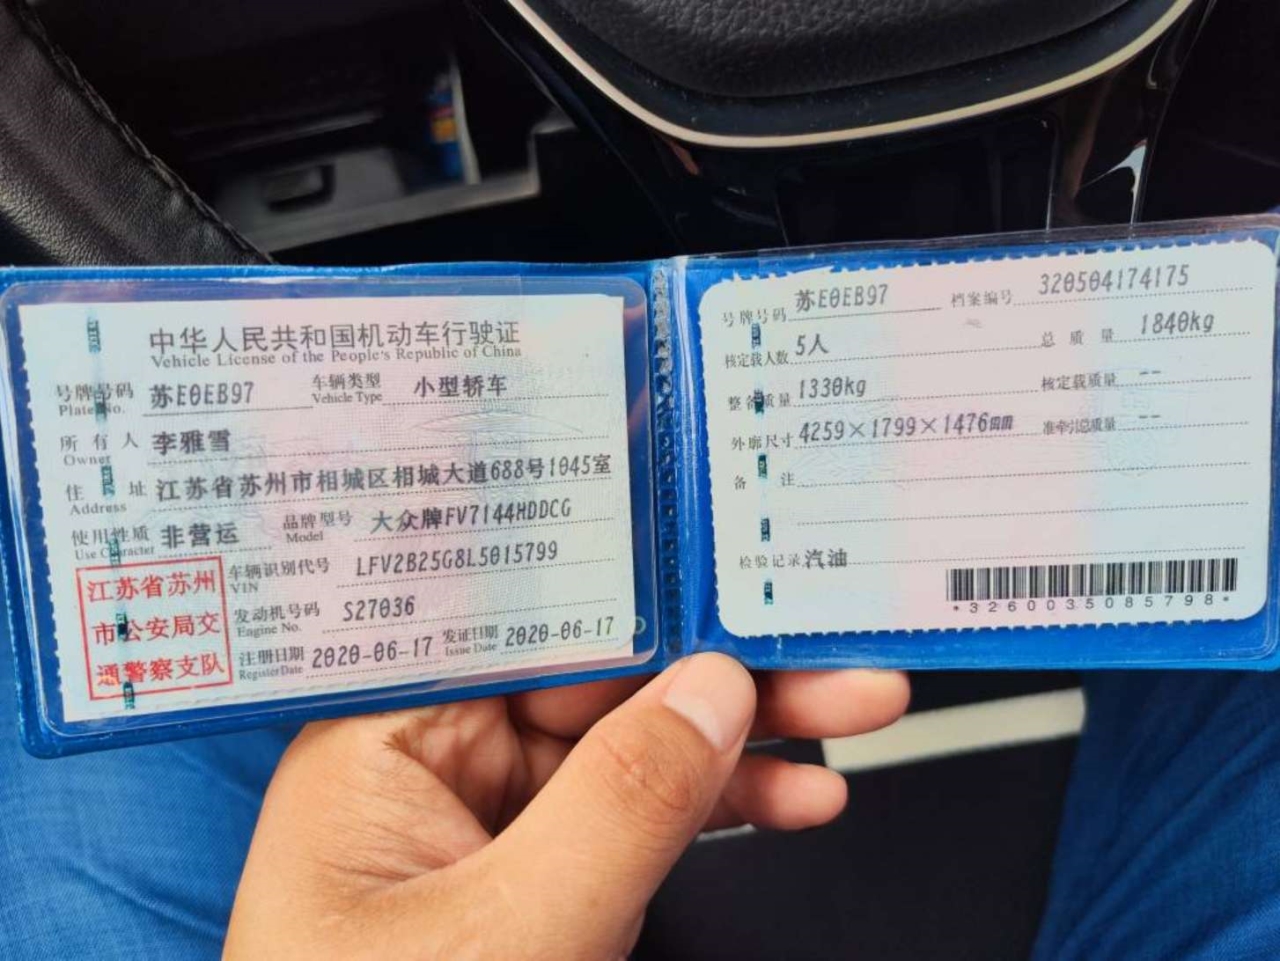 中华人民共和国机动车行驶证
Vehicle License of the People's Republic of China
号牌号码 苏E0EB97 车辆类型 小型轿车
Plate No. Vehicle Type
所有人 李雅雪
Owner
住址 江苏省苏州市相城区相城大道688号1045室
Address
使用性质 非营运 品牌型号 大众牌FV7144HDDCG
Use Character Model
江苏省苏州
市公安局交
通警察支队
车辆识别代号 LFV2B25G8L5015799
VIN
发动机号码 S27036
Engine No.
注册日期 2020-06-17 发证日期 2020-06-17
Register Date Issue Date
号牌号码 苏E0EB97 档案编号 320504174175
核定载人数 5人 总质量 1840kg
整备质量 1330kg 核定载质量 --
外廓尺寸 4259×1799×1476mm 准牵引总质量 --
备注
检验记录 汽油
*3260035085798*